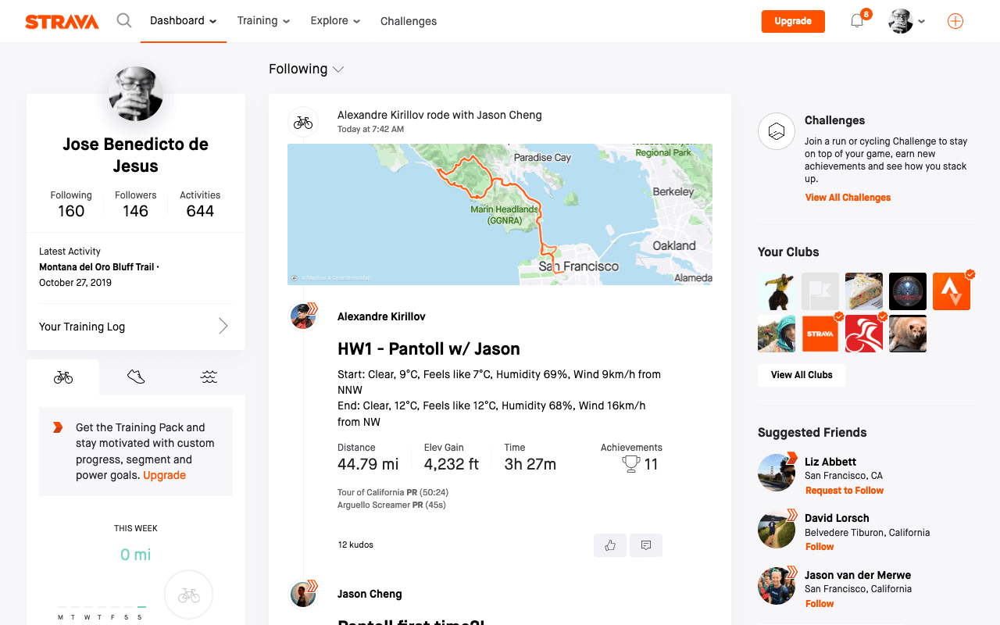 STRAVA
Dashboard
Training
Explore
Challenges
Upgrade
8
Jose Benedicto de
Jesus
Following
Followers
Activities
160
146
644
Latest Activity
Montana del Oro Bluff Trail ·
October 27, 2019
Your Training Log
Get the Training Pack and
stay motivated with custom
progress, segment and
power goals. Upgrade
THIS WEEK
0 mi
M T W T F S S
Following
Alexandre Kirillov rode with Jason Cheng
Today at 7:42 AM
Paradise Cay
Regional Park
Berkeley
Marin Headlands
(GGNRA)
Oakland
San Francisco
Alameda
© Mapbox © OpenStreetMap
Alexandre Kirillov
HW1 - Pantoll w/ Jason
Start: Clear, 9°C, Feels like 7°C, Humidity 69%, Wind 9km/h from
NNW
End: Clear, 12°C, Feels like 12°C, Humidity 68%, Wind 16km/h
from NW
Distance
Elev Gain
Time
Achievements
44.79 mi
4,232 ft
3h 27m
11
Tour of California PR (50:24)
Arguello Screamer PR (45s)
12 kudos
Jason Cheng
Pantoll first time?!
Challenges
Join a run or cycling Challenge to stay
on top of your game, earn new
achievements and see how you stack
up.
View All Challenges
Your Clubs
STRAVA
View All Clubs
Suggested Friends
Liz Abbett
San Francisco, CA
Request to Follow
David Lorsch
Belvedere Tiburon, California
Follow
Jason van der Merwe
San Francisco, California
Follow